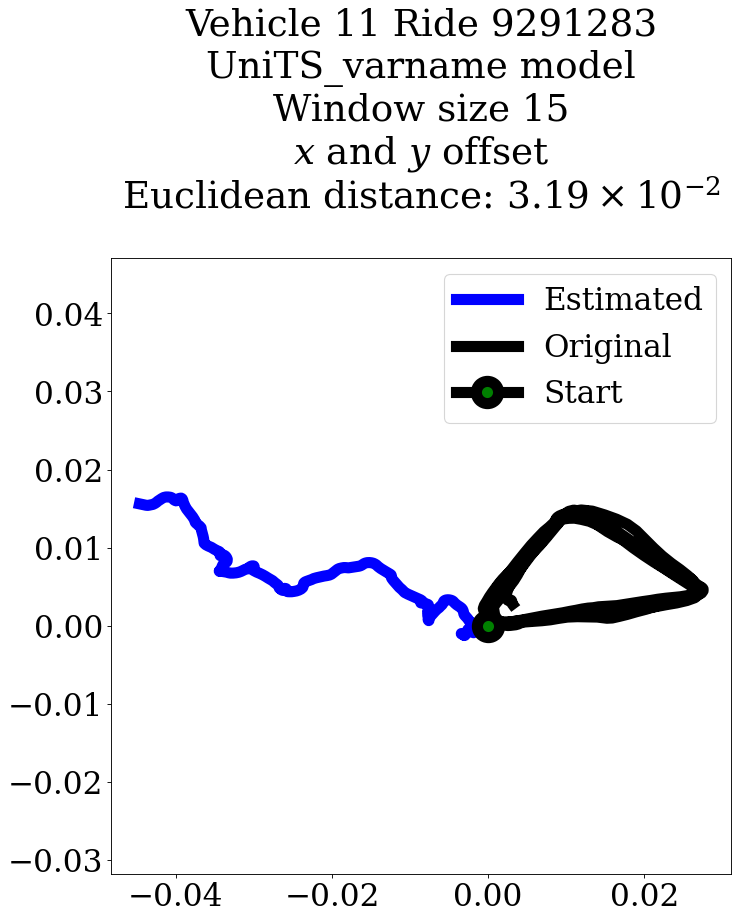 Vehicle 11 Ride 9291283
UniTS_varname model
Window size 15
x and y offset
Euclidean distance: 3.19 × 10⁻²
Estimated
Original
Start
0.04
0.03
0.02
0.01
0.00
−0.01
−0.02
−0.03
−0.04 −0.02 0.00 0.02